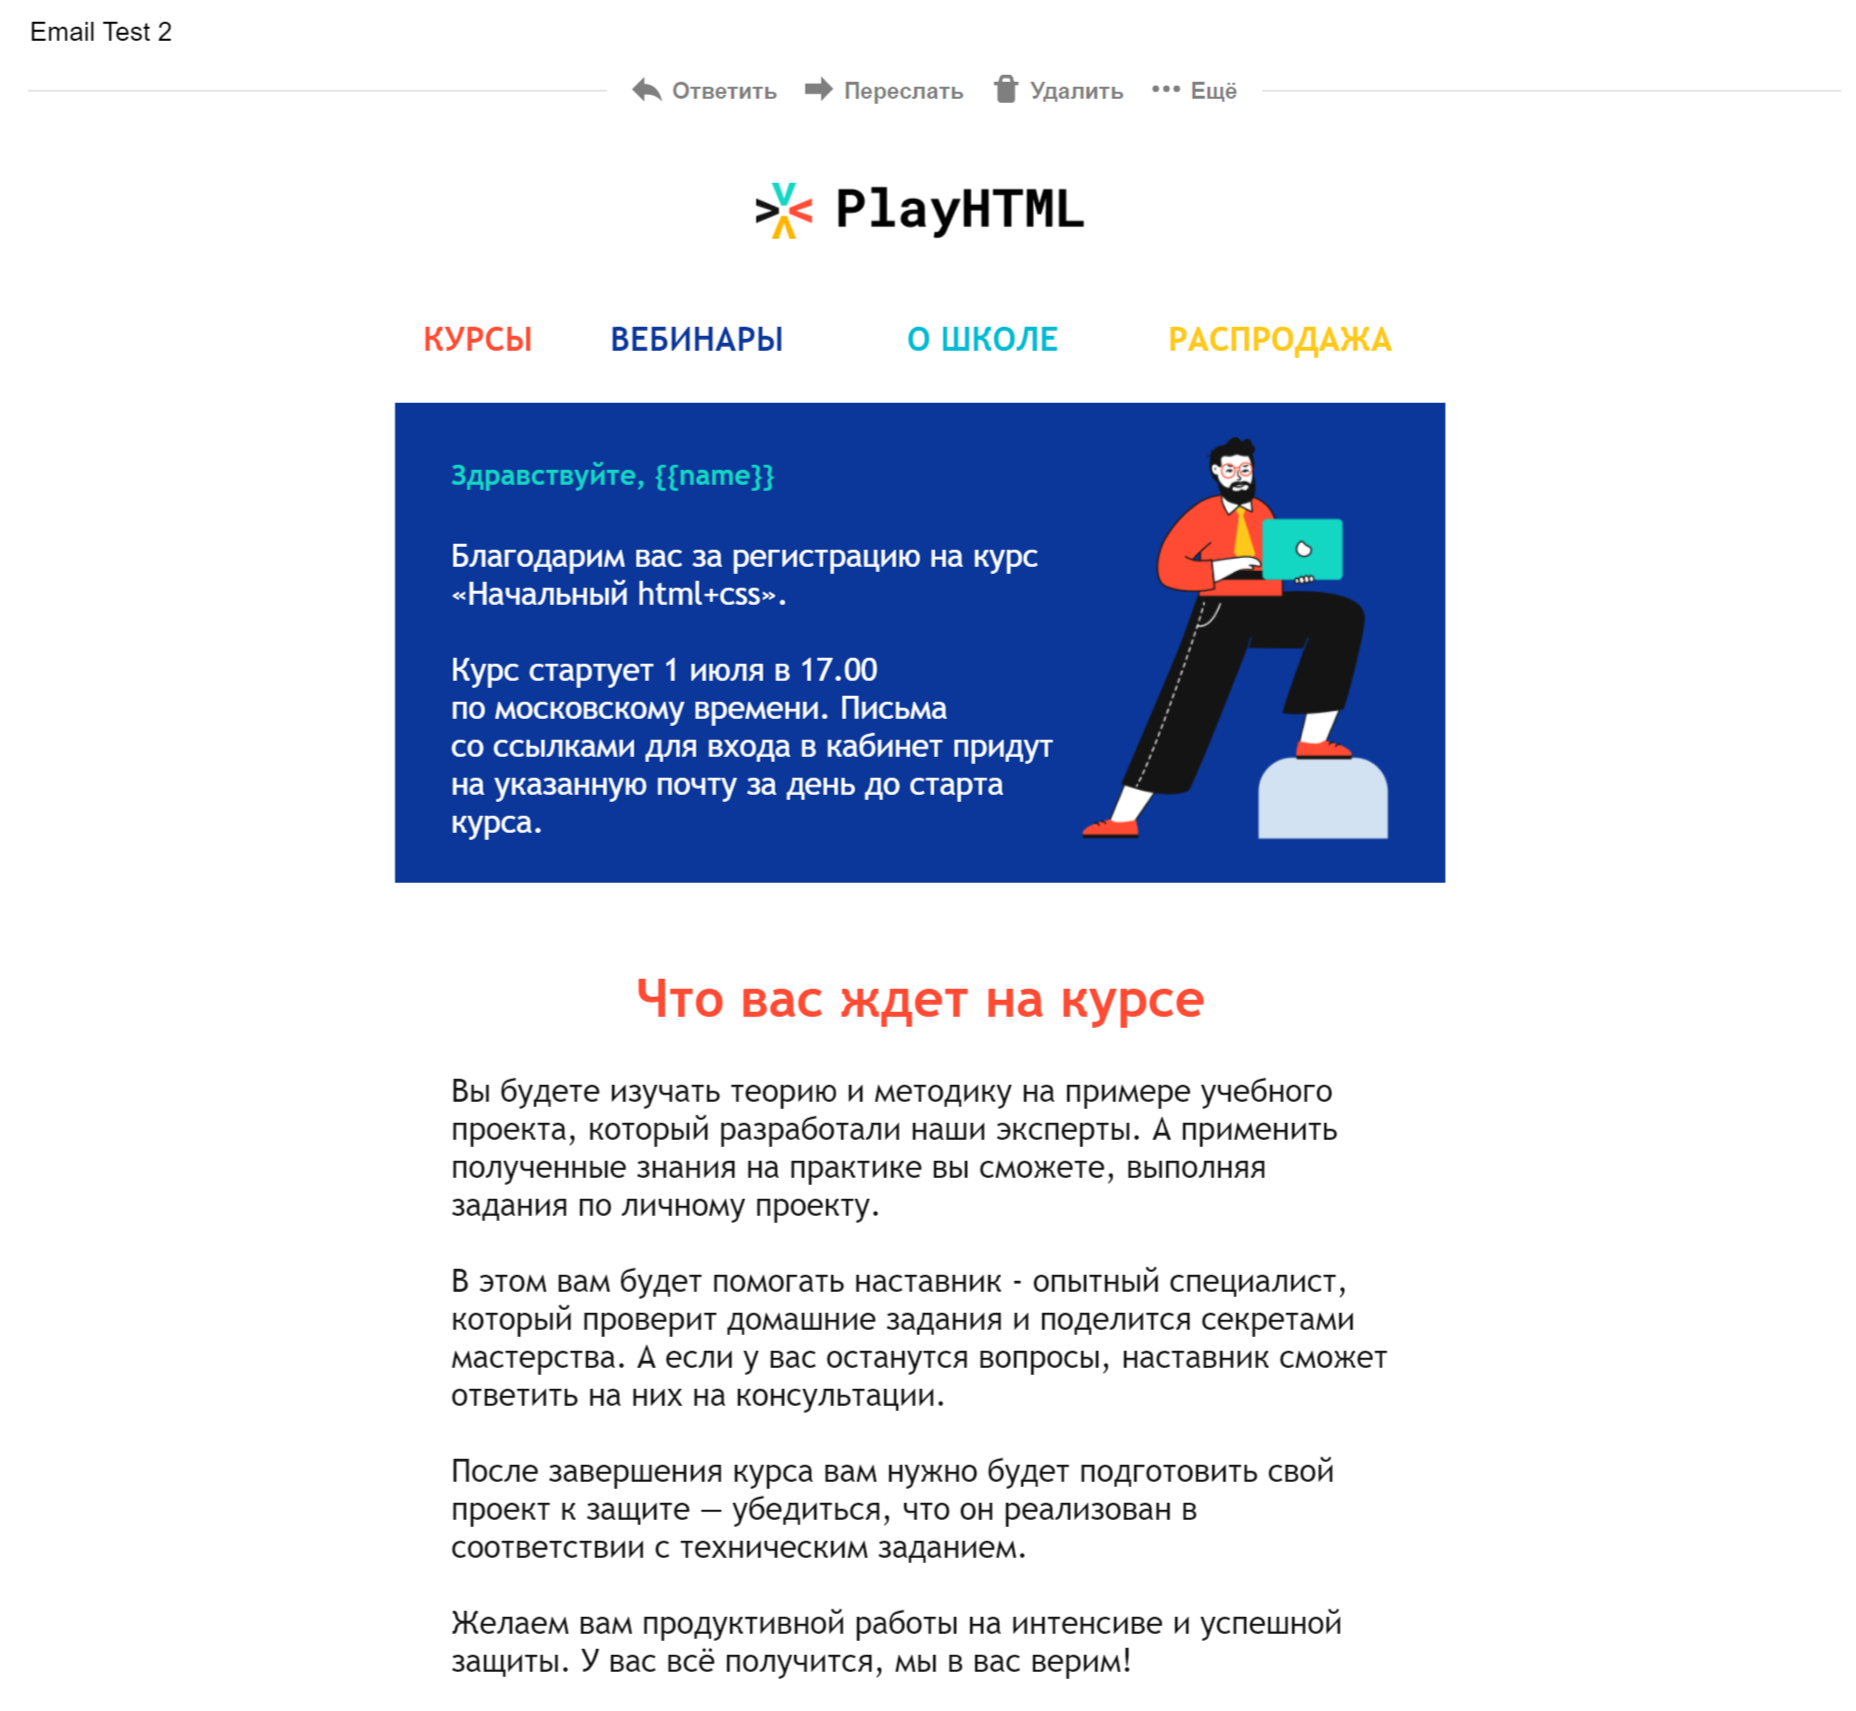 Email Test 2
Ответить Переслать Удалить Ещё
PlayHTML
КУРСЫ ВЕБИНАРЫ О ШКОЛЕ РАСПРОДАЖА
Здравствуйте, {{name}}
Благодарим вас за регистрацию на курс
«Начальный html+css».
Курс стартует 1 июля в 17.00
по московскому времени. Письма
со ссылками для входа в кабинет придут
на указанную почту за день до старта
курса.
Что вас ждет на курсе
Вы будете изучать теорию и методику на примере учебного
проекта, который разработали наши эксперты. А применить
полученные знания на практике вы сможете, выполняя
задания по личному проекту.
В этом вам будет помогать наставник - опытный специалист,
который проверит домашние задания и поделится секретами
мастерства. А если у вас останутся вопросы, наставник сможет
ответить на них на консультации.
После завершения курса вам нужно будет подготовить свой
проект к защите — убедиться, что он реализован в
соответствии с техническим заданием.
Желаем вам продуктивной работы на интенсиве и успешной
защиты. У вас всё получится, мы в вас верим!